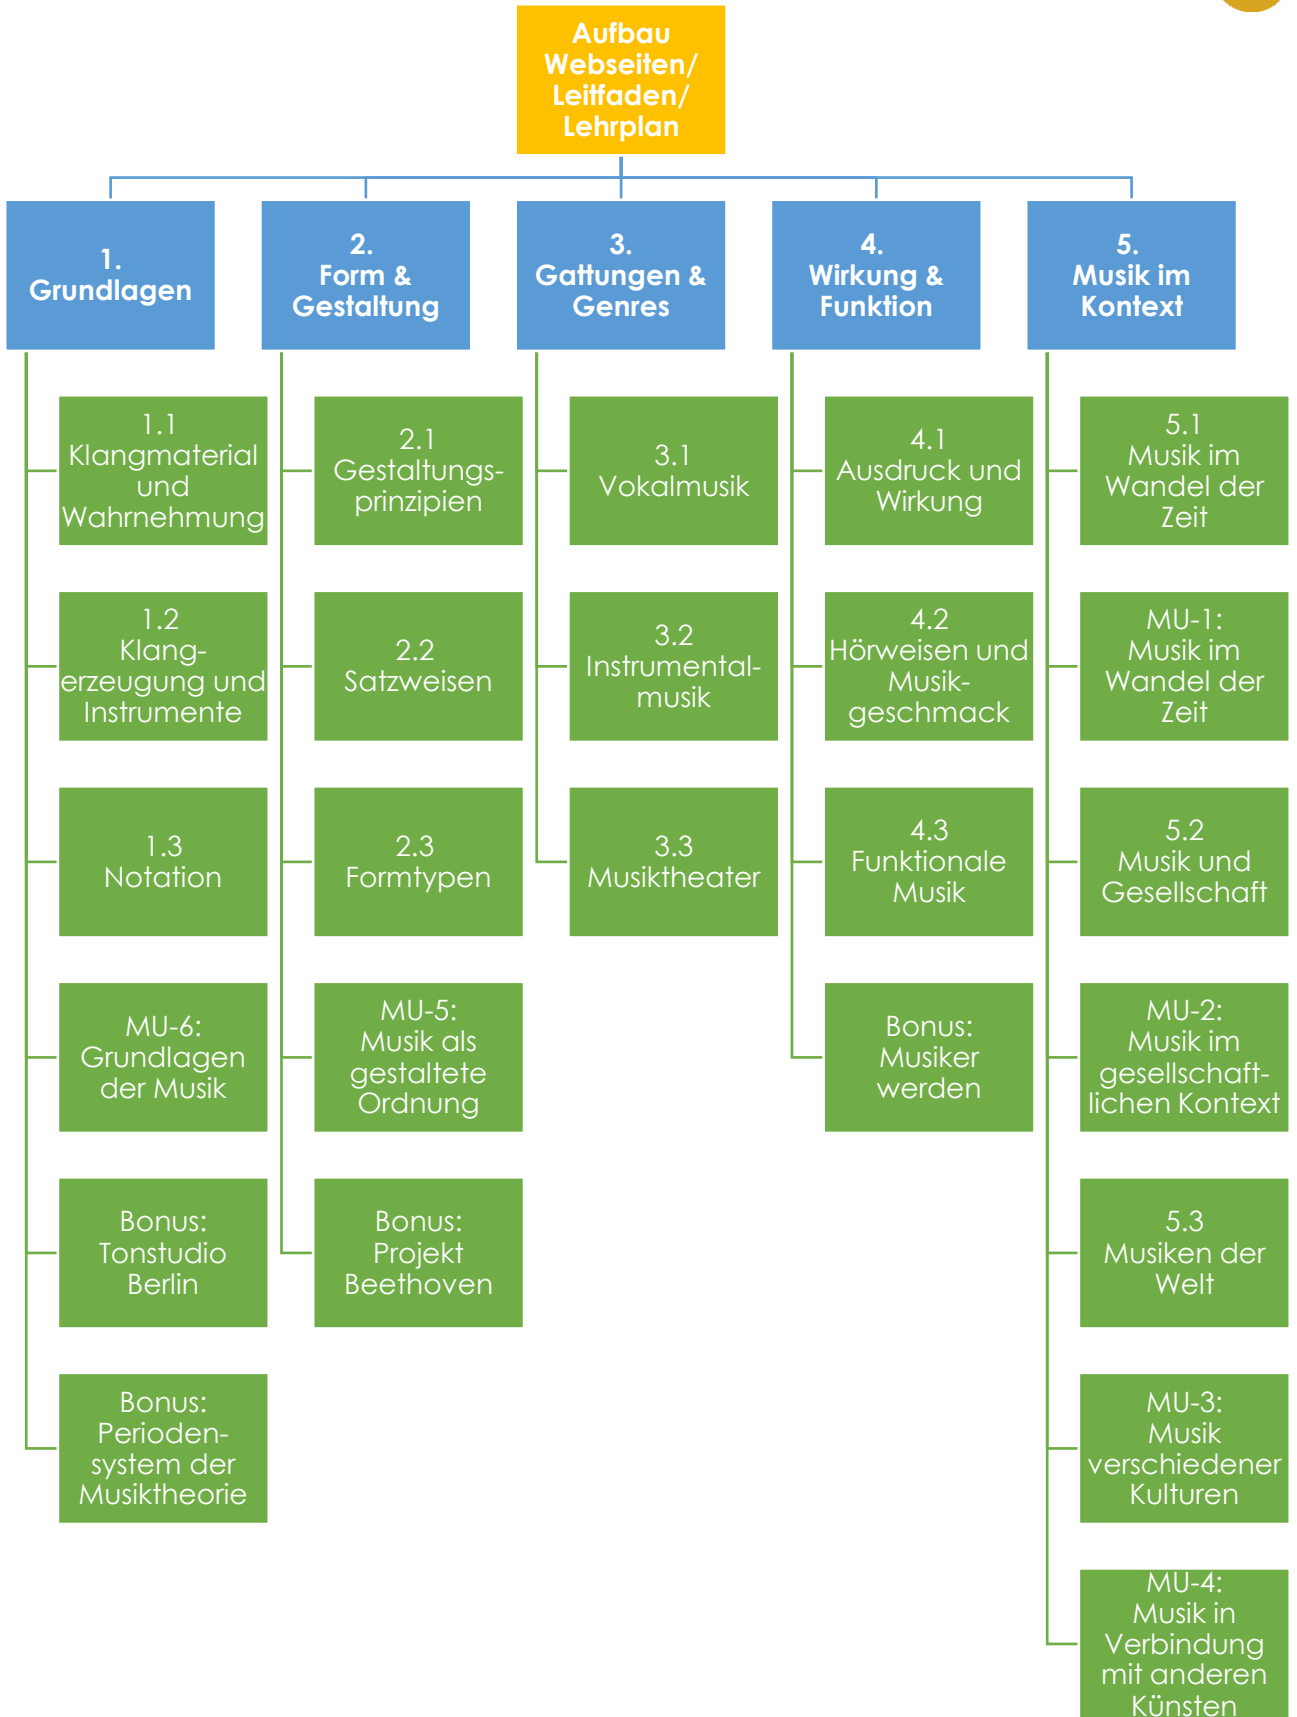 Aufbau
Webseiten/
Leitfaden/
Lehrplan
1.
Grundlagen
1.1
Klangmaterial
und
Wahrnehmung
1.2
Klang-
erzeugung und
Instrumente
1.3
Notation
MU-6:
Grundlagen
der Musik
Bonus:
Tonstudio
Berlin
Bonus:
Perioden-
system der
Musiktheorie
2.
Form &
Gestaltung
2.1
Gestaltungs-
prinzipien
2.2
Satzweisen
2.3
Formtypen
MU-5:
Musik als
gestaltete
Ordnung
Bonus:
Projekt
Beethoven
3.
Gattungen &
Genres
3.1
Vokalmusik
3.2
Instrumental-
musik
3.3
Musiktheater
4.
Wirkung &
Funktion
4.1
Ausdruck und
Wirkung
4.2
Hörweisen und
Musik-
geschmack
4.3
Funktionale
Musik
Bonus:
Musiker
werden
5.
Musik im
Kontext
5.1
Musik im
Wandel der
Zeit
MU-1:
Musik im
Wandel der
Zeit
5.2
Musik und
Gesellschaft
MU-2:
Musik im
gesellschaft-
lichen Kontext
5.3
Musiken der
Welt
MU-3:
Musik
verschiedener
Kulturen
MU-4:
Musik in
Verbindung
mit anderen
Künsten